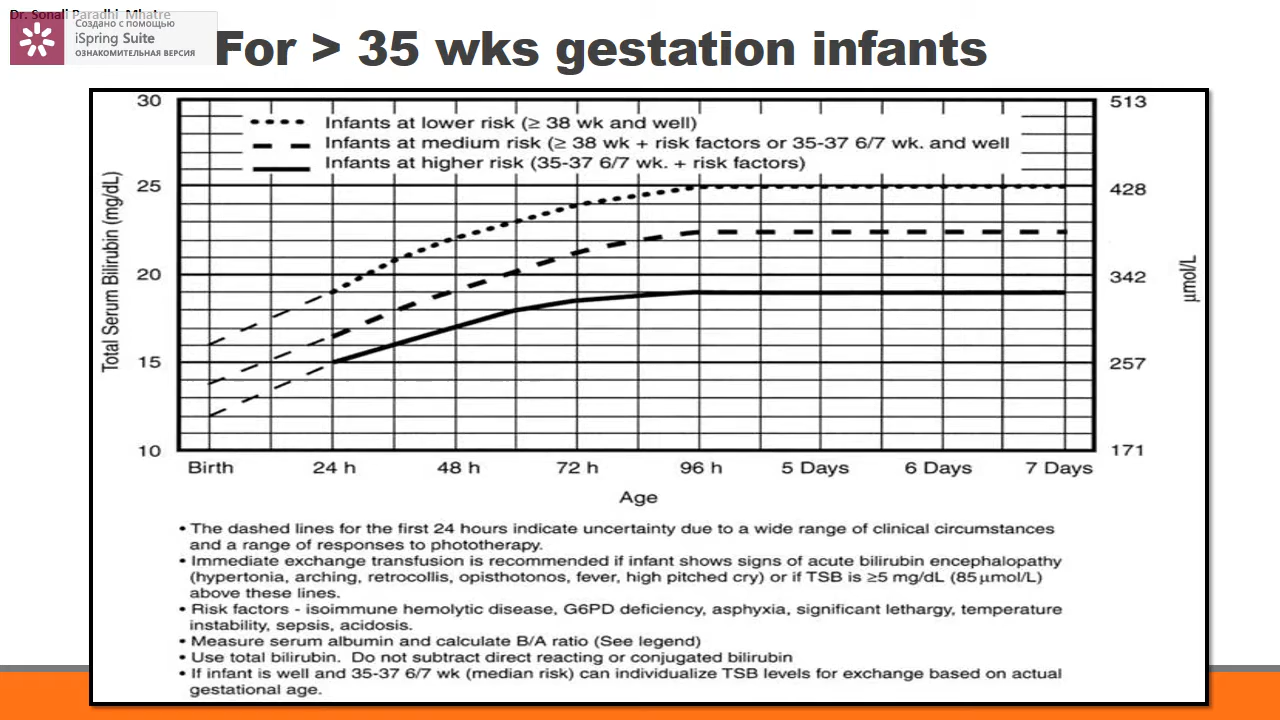 Dr. Sonali Paradhi Mhatre
Создано с помощью
iSpring Suite
ОЗНАКОМИТЕЛЬНАЯ ВЕРСИЯ
For > 35 wks gestation infants
30
513
Infants at lower risk (≥ 38 wk and well)
Infants at medium risk (≥ 38 wk + risk factors or 35-37 6/7 wk. and well
Infants at higher risk (35-37 6/7 wk. + risk factors)
25
428
20
342
15
257
10
171
Total Serum Bilirubin (mg/dL)
µmol/L
Birth 24 h 48 h 72 h 96 h 5 Days 6 Days 7 Days
Age
• The dashed lines for the first 24 hours indicate uncertainty due to a wide range of clinical circumstances
and a range of responses to phototherapy.
• Immediate exchange transfusion is recommended if infant shows signs of acute bilirubin encephalopathy
(hypertonia, arching, retrocollis, opisthotonos, fever, high pitched cry) or if TSB is ≥5 mg/dL (85 µmol/L)
above these lines.
• Risk factors - isoimmune hemolytic disease, G6PD deficiency, asphyxia, significant lethargy, temperature
instability, sepsis, acidosis.
• Measure serum albumin and calculate B/A ratio (See legend)
• Use total bilirubin. Do not subtract direct reacting or conjugated bilirubin
• If infant is well and 35-37 6/7 wk (median risk) can individualize TSB levels for exchange based on actual
gestational age.